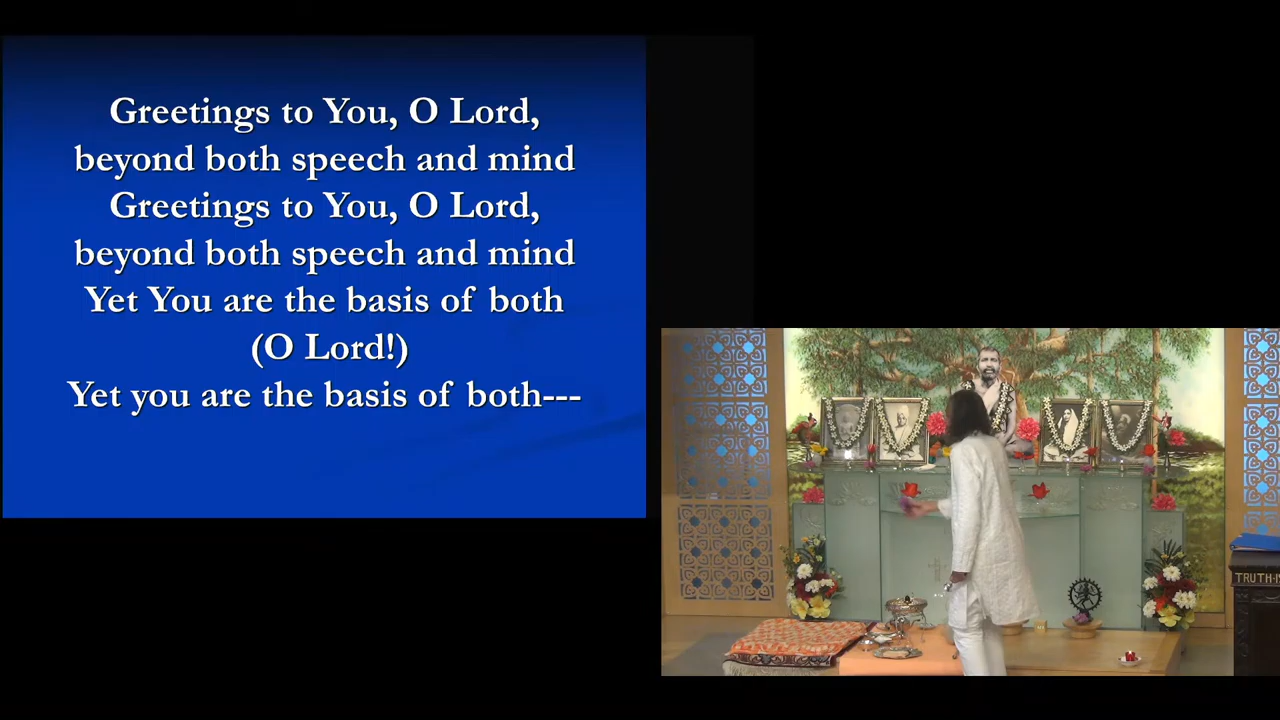 Greetings to You, O Lord,
beyond both speech and mind
Greetings to You, O Lord,
beyond both speech and mind
Yet You are the basis of both
(O Lord!)
Yet you are the basis of both---
TRUTH